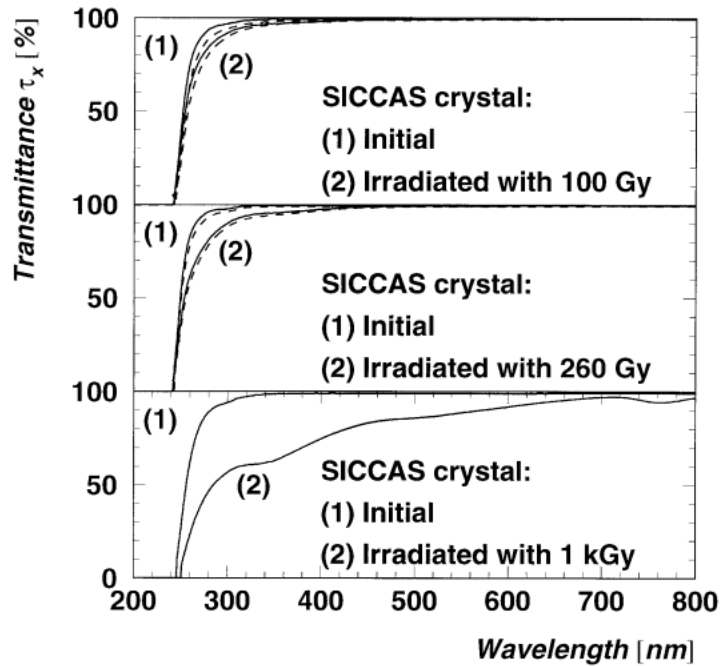 Transmittance τx [%]
100
(1)
(2)
50
SICCAS crystal:
(1) Initial
(2) Irradiated with 100 Gy
100
(1)
(2)
50
SICCAS crystal:
(1) Initial
(2) Irradiated with 260 Gy
100
(1)
50
(2)
SICCAS crystal:
(1) Initial
(2) Irradiated with 1 kGy
0
200 300 400 500 600 700 800
Wavelength [nm]